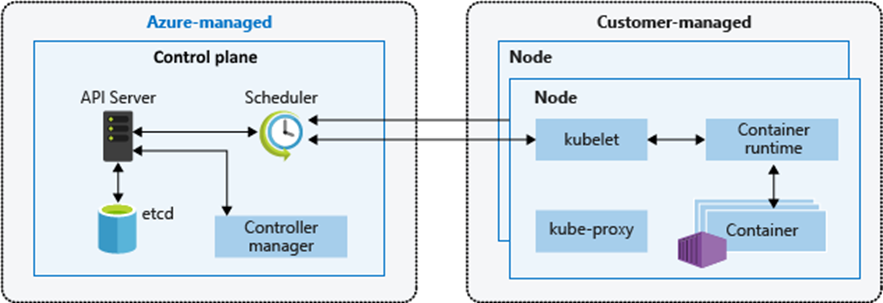 Azure-managed
Control plane
API Server
Scheduler
etcd
Controller
manager
Customer-managed
Node
Node
kubelet
Container
runtime
kube-proxy
Container